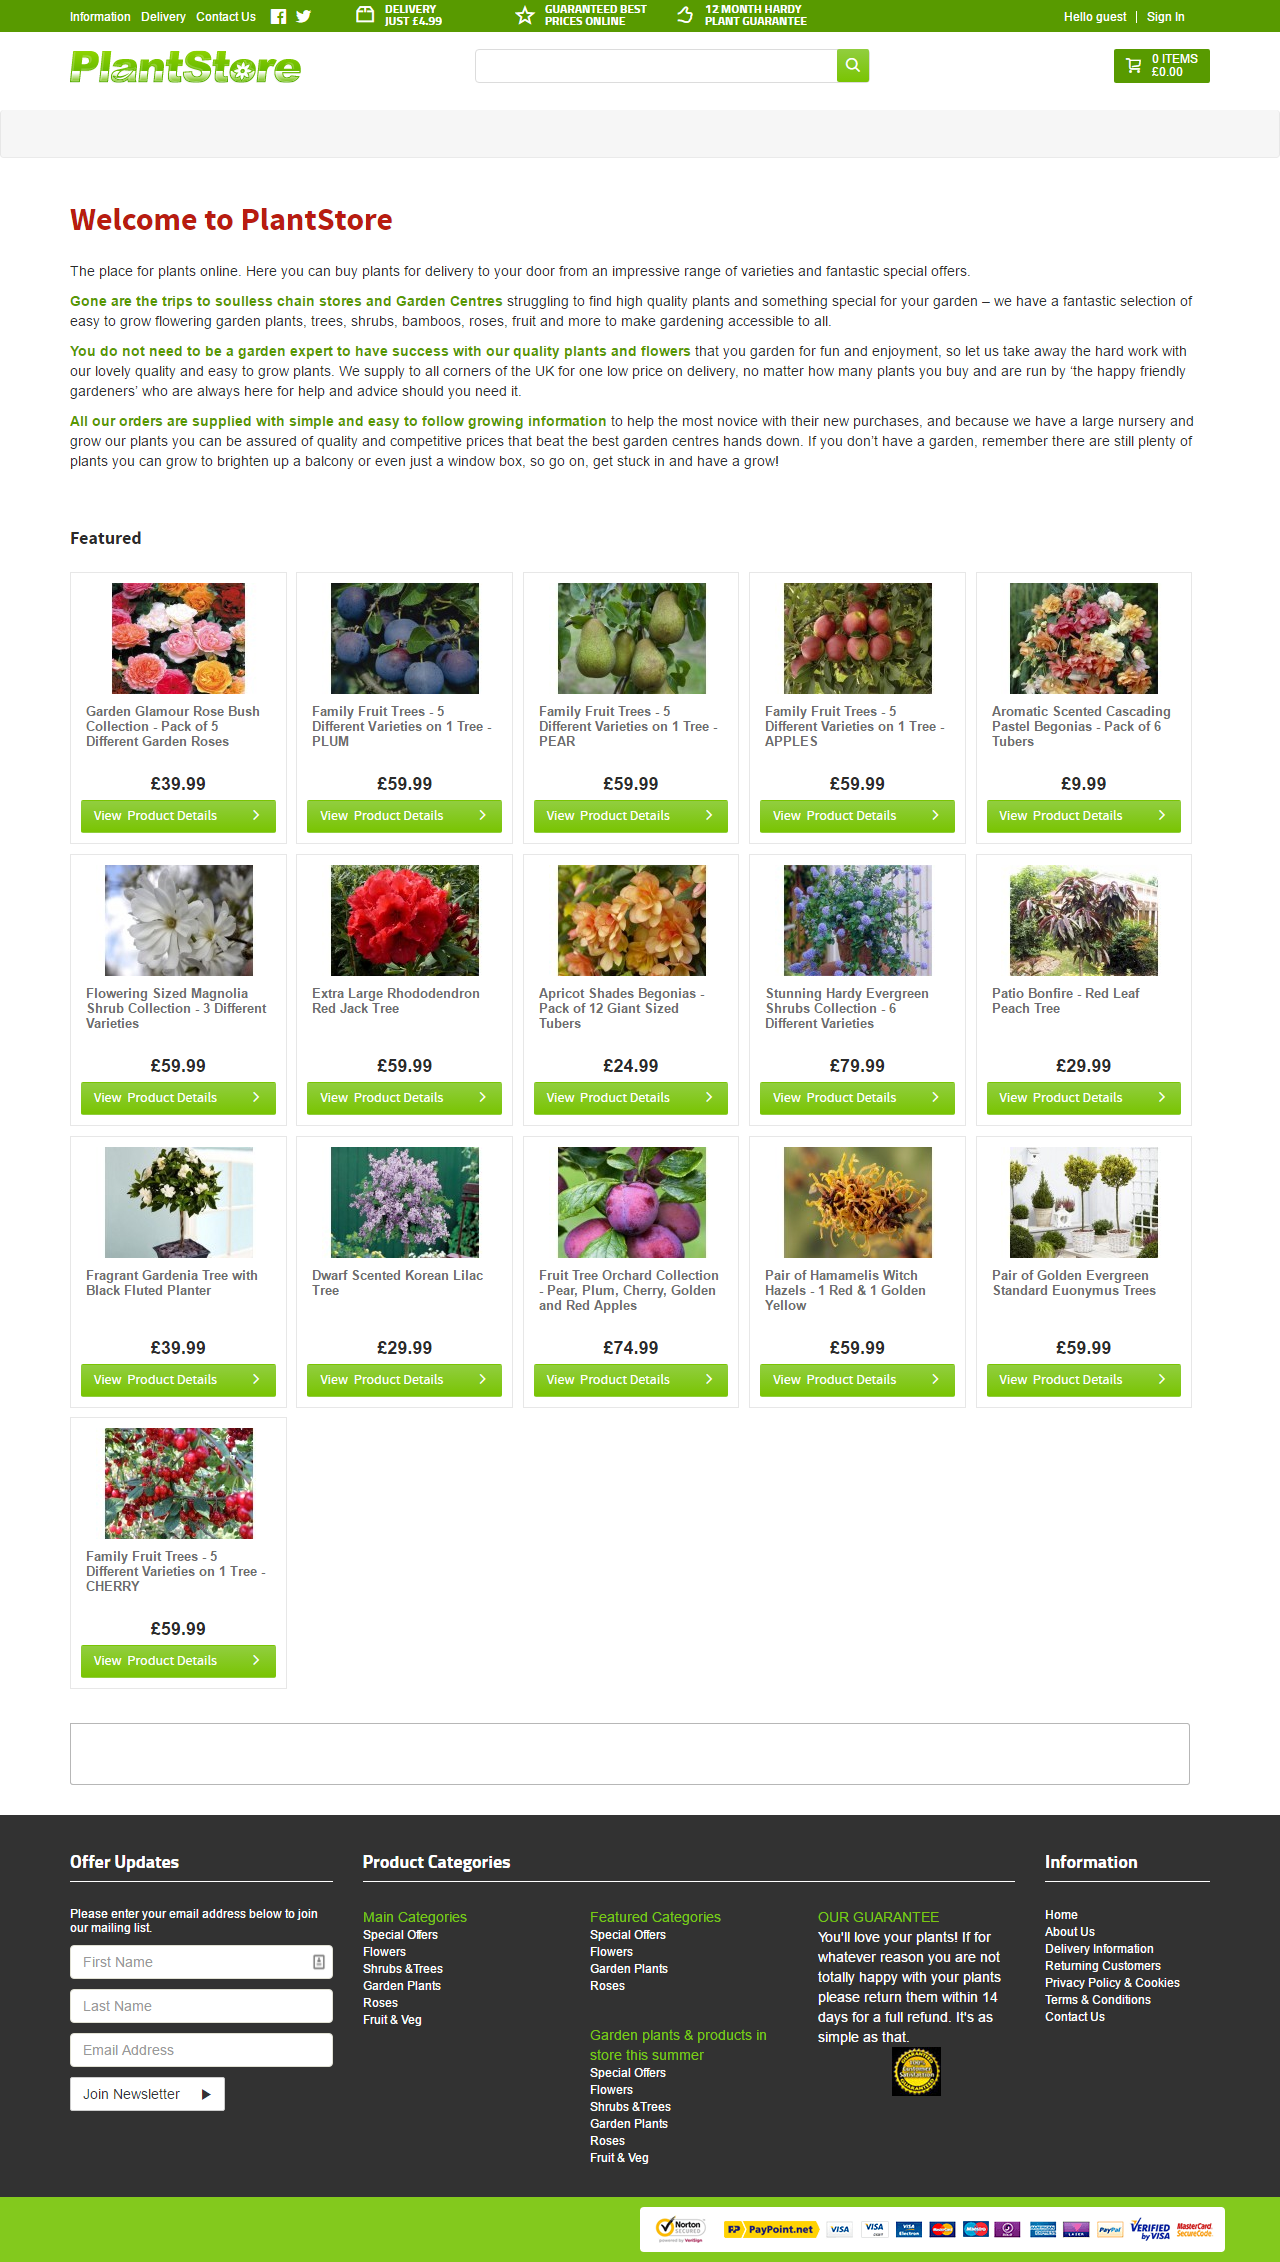 Information Delivery Contact Us
DELIVERY
JUST £4.99
GUARANTEED BEST
PRICES ONLINE
12 MONTH HARDY
PLANT GUARANTEE
Hello guest | Sign In
PlantStore
0 ITEMS
£0.00
Welcome to PlantStore
The place for plants online. Here you can buy plants for delivery to your door from an impressive range of varieties and fantastic special offers.
Gone are the trips to soulless chain stores and Garden Centres struggling to find high quality plants and something special for your garden – we have a fantastic selection of
easy to grow flowering garden plants, trees, shrubs, bamboos, roses, fruit and more to make gardening accessible to all.
You do not need to be a garden expert to have success with our quality plants and flowers that you garden for fun and enjoyment, so let us take away the hard work with
our lovely quality and easy to grow plants. We supply to all corners of the UK for one low price on delivery, no matter how many plants you buy and are run by ‘the happy friendly
gardeners’ who are always here for help and advice should you need it.
All our orders are supplied with simple and easy to follow growing information to help the most novice with their new purchases, and because we have a large nursery and
grow our plants you can be assured of quality and competitive prices that beat the best garden centres hands down. If you don’t have a garden, remember there are still plenty of
plants you can grow to brighten up a balcony or even just a window box, so go on, get stuck in and have a grow!
Featured
Garden Glamour Rose Bush
Collection - Pack of 5
Different Garden Roses
£39.99
View Product Details
Family Fruit Trees - 5
Different Varieties on 1 Tree -
PLUM
£59.99
View Product Details
Family Fruit Trees - 5
Different Varieties on 1 Tree -
PEAR
£59.99
View Product Details
Family Fruit Trees - 5
Different Varieties on 1 Tree -
APPLES
£59.99
View Product Details
Aromatic Scented Cascading
Pastel Begonias - Pack of 6
Tubers
£9.99
View Product Details
Flowering Sized Magnolia
Shrub Collection - 3 Different
Varieties
£59.99
View Product Details
Extra Large Rhododendron
Red Jack Tree
£59.99
View Product Details
Apricot Shades Begonias -
Pack of 12 Giant Sized
Tubers
£24.99
View Product Details
Stunning Hardy Evergreen
Shrubs Collection - 6
Different Varieties
£79.99
View Product Details
Patio Bonfire - Red Leaf
Peach Tree
£29.99
View Product Details
Fragrant Gardenia Tree with
Black Fluted Planter
£39.99
View Product Details
Dwarf Scented Korean Lilac
Tree
£29.99
View Product Details
Fruit Tree Orchard Collection
- Pear, Plum, Cherry, Golden
and Red Apples
£74.99
View Product Details
Pair of Hamamelis Witch
Hazels - 1 Red & 1 Golden
Yellow
£59.99
View Product Details
Pair of Golden Evergreen
Standard Euonymus Trees
£59.99
View Product Details
Family Fruit Trees - 5
Different Varieties on 1 Tree -
CHERRY
£59.99
View Product Details
Offer Updates
Please enter your email address below to join
our mailing list.
First Name
Last Name
Email Address
Join Newsletter
Product Categories
Main Categories
Special Offers
Flowers
Shrubs &Trees
Garden Plants
Roses
Fruit & Veg
Featured Categories
Special Offers
Flowers
Garden Plants
Roses
Garden plants & products in
store this summer
Special Offers
Flowers
Shrubs &Trees
Garden Plants
Roses
Fruit & Veg
OUR GUARANTEE
You'll love your plants! If for
whatever reason you are not
totally happy with your plants
please return them within 14
days for a full refund. It's as
simple as that.
Information
Home
About Us
Delivery Information
Returning Customers
Privacy Policy & Cookies
Terms & Conditions
Contact Us
Norton
SECURED
powered by VeriSign
PayPoint.net
VISA
VISA
VISA
PayPal
VERIFIED
by VISA
MasterCard
SecureCode